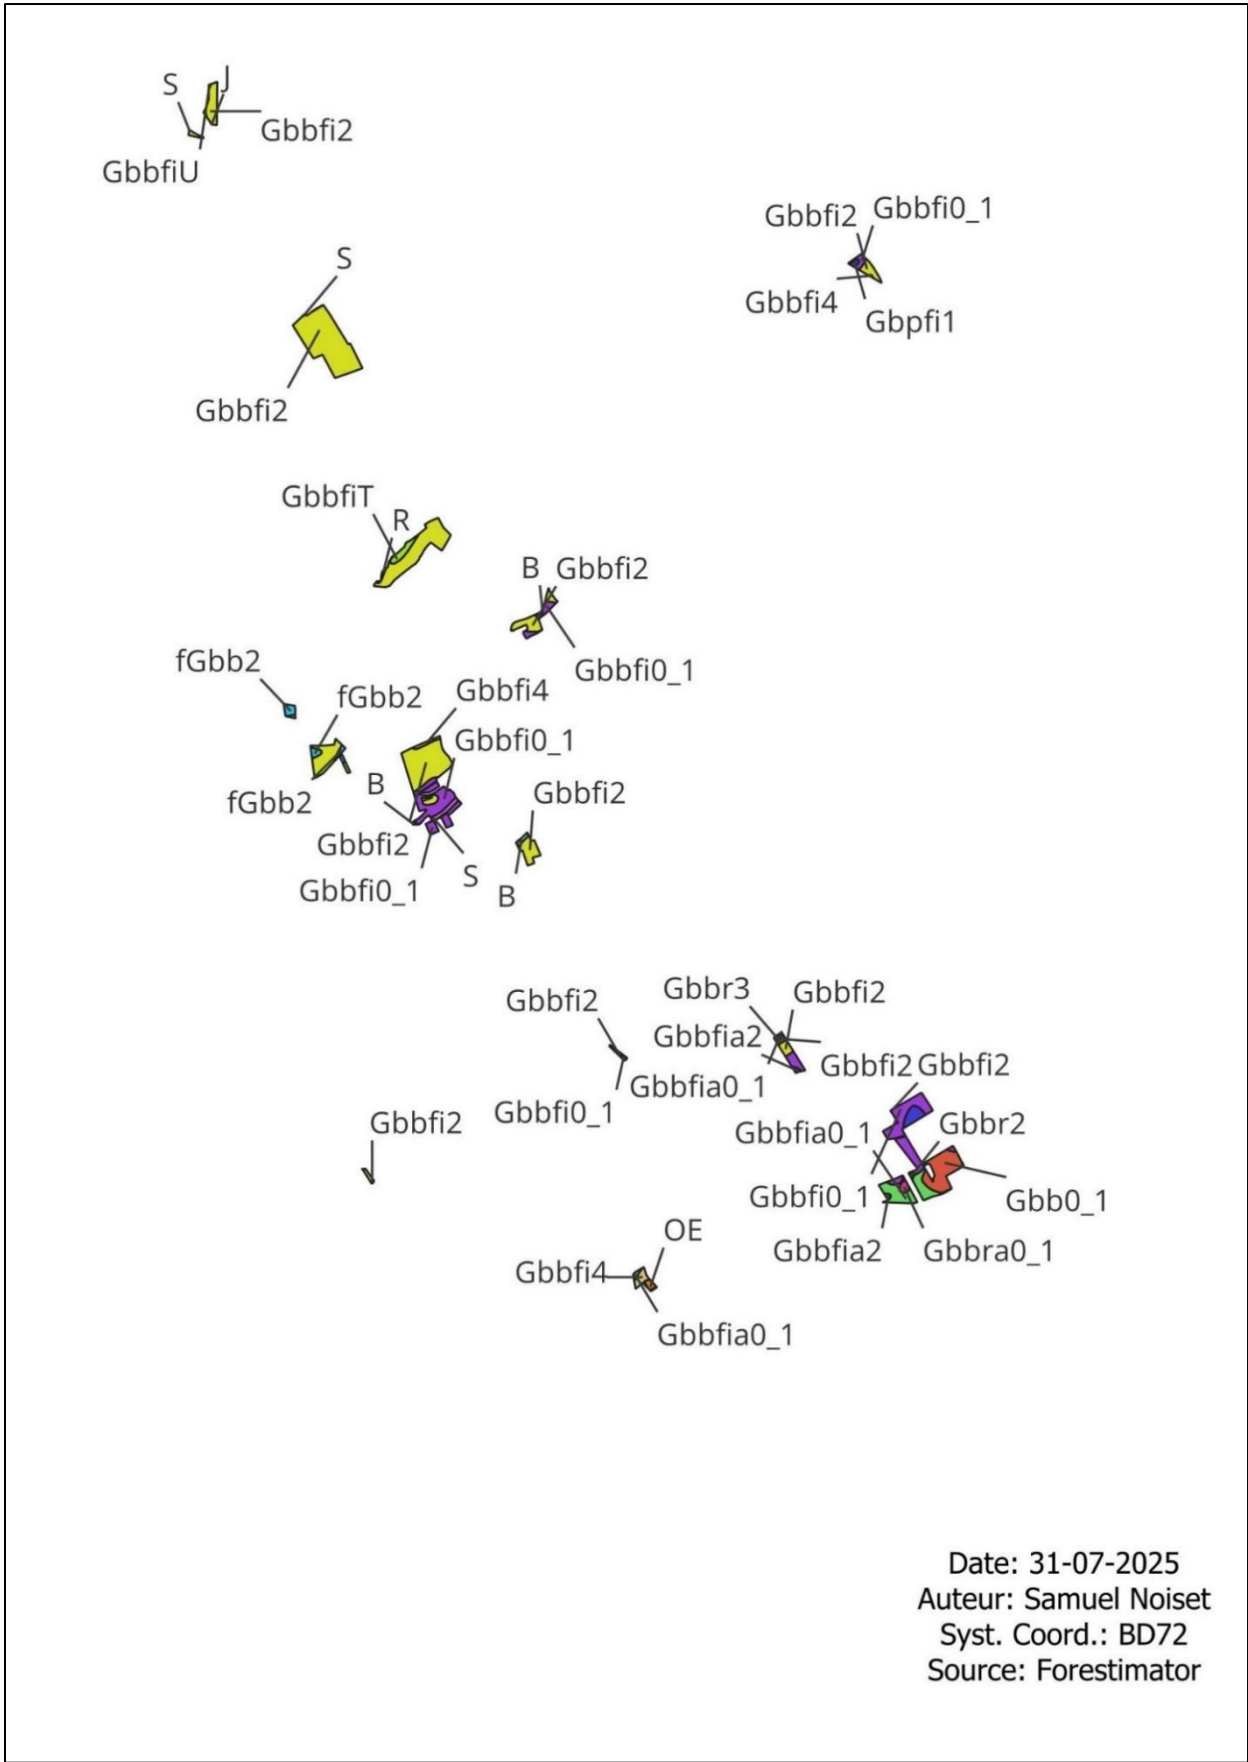 S
J
Gbbfi2
GbbfiU
Gbbfi2
Gbbfi0_1
Gbbfi4
Gbpfi1
S
Gbbfi2
GbbfiT
R
B
Gbbfi2
Gbbfi0_1
fGbb2
fGbb2
Gbbfi4
Gbbfi0_1
fGbb2
B
Gbbfi2
Gbbfi2
Gbbfi0_1
S
B
Gbbfi2
Gbbr3
Gbbfi2
Gbbfia2
Gbbfi2
Gbbfi2
Gbbfia0_1
Gbbfi0_1
Gbbfi2
Gbbfia0_1
Gbbr2
Gbbfi0_1
Gbb0_1
Gbbfia2
Gbbra0_1
OE
Gbbfi4
Gbbfia0_1
Date: 31-07-2025
Auteur: Samuel Noiset
Syst. Coord.: BD72
Source: Forestimator